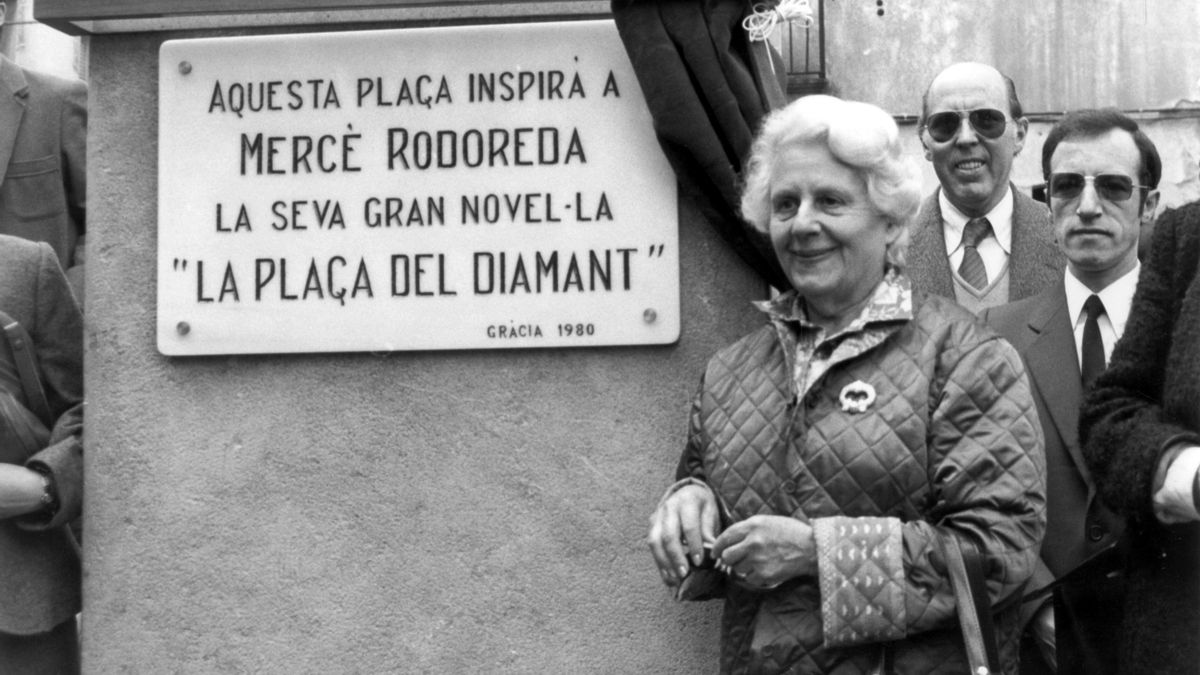 AQUESTA PLAÇA INSPIRÀ A
MERCÈ RODOREDA
LA SEVA GRAN NOVEL·LA
"LA PLAÇA DEL DIAMANT"
GRÀCIA 1980